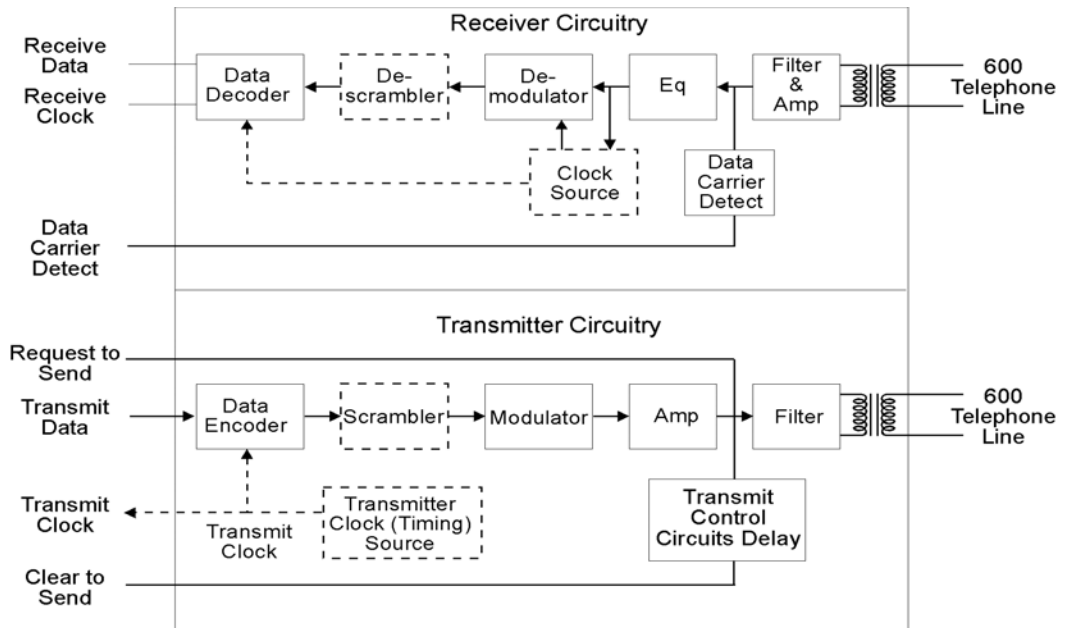 Receiver Circuitry
Receive
Data
Receive
Clock
Data
Decoder
De-
scrambler
De-
modulator
Eq
Filter
& 
Amp
600
Telephone
Line
Clock
Source
Data
Carrier
Detect
Data
Carrier
Detect
Transmitter Circuitry
Request to
Send
Transmit
Data
Data
Encoder
Scrambler
Modulator
Amp
Filter
600
Telephone
Line
Transmit
Clock
Transmit
Clock
Transmitter
Clock (Timing)
Source
Transmit
Control
Circuits Delay
Clear to
Send